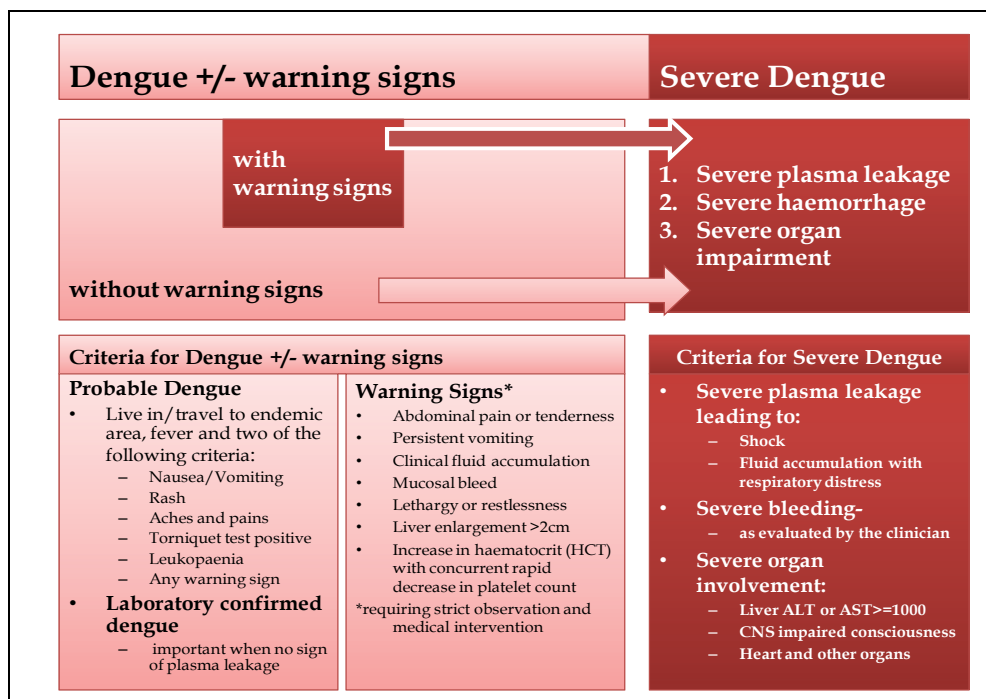 Dengue +/- warning signs
Severe Dengue
with
warning signs
without warning signs
1. Severe plasma leakage
2. Severe haemorrhage
3. Severe organ
impairment
Criteria for Dengue +/- warning signs
Probable Dengue
• Live in/travel to endemic
area, fever and two of the
following criteria:
– Nausea/Vomiting
– Rash
– Aches and pains
– Torniquet test positive
– Leukopaenia
– Any warning sign
• Laboratory confirmed
dengue
– important when no sign
of plasma leakage
Warning Signs*
• Abdominal pain or tenderness
• Persistent vomiting
• Clinical fluid accumulation
• Mucosal bleed
• Lethargy or restlessness
• Liver enlargement >2cm
• Increase in haematocrit (HCT)
with concurrent rapid
decrease in platelet count
*requiring strict observation and
medical intervention
Criteria for Severe Dengue
• Severe plasma leakage
leading to:
– Shock
– Fluid accumulation with
respiratory distress
• Severe bleeding-
– as evaluated by the clinician
• Severe organ
involvement:
– Liver ALT or AST>=1000
– CNS impaired consciousness
– Heart and other organs